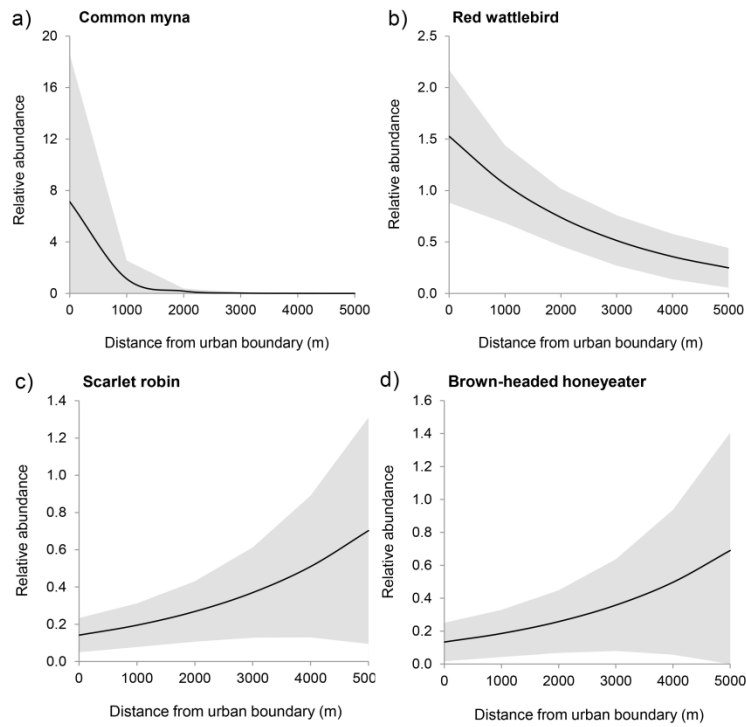 a) Common myna
20
16
12
8
4
0
Relative abundance
0 1000 2000 3000 4000 5000
Distance from urban boundary (m)
b) Red wattlebird
2.5
2.0
1.5
1.0
0.5
0.0
Relative abundance
0 1000 2000 3000 4000 5000
Distance from urban boundary (m)
c) Scarlet robin
1.4
1.2
1.0
0.8
0.6
0.4
0.2
0.0
Relative abundance
0 1000 2000 3000 4000 500
Distance from urban boundary (m)
d) Brown-headed honeyeater
1.6
1.4
1.2
1.0
0.8
0.6
0.4
0.2
0.0
Relative abundance
0 1000 2000 3000 4000 5000
Distance from urban boundary (m)